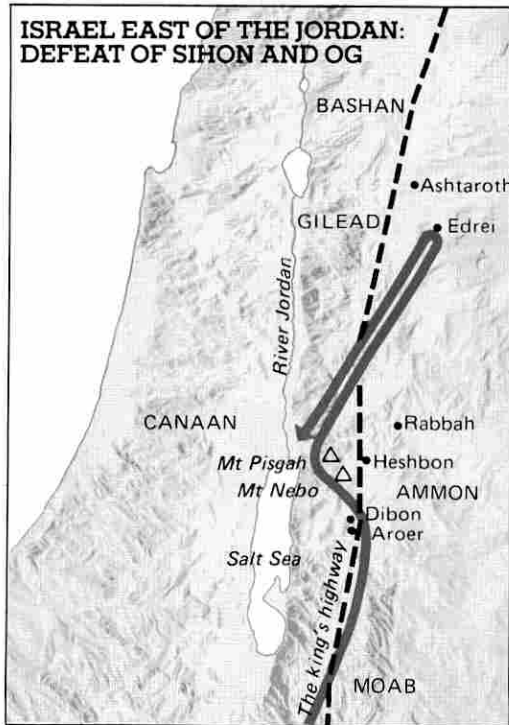 ISRAEL EAST OF THE JORDAN:
DEFEAT OF SIHON AND OG
BASHAN
Ashtaroth
GILEAD
Edrei
River Jordan
CANAAN
Rabbah
Mt Pisgah
Heshbon
Mt Nebo
AMMON
Dibon
Aroer
Salt Sea
The king's highway
MOAB